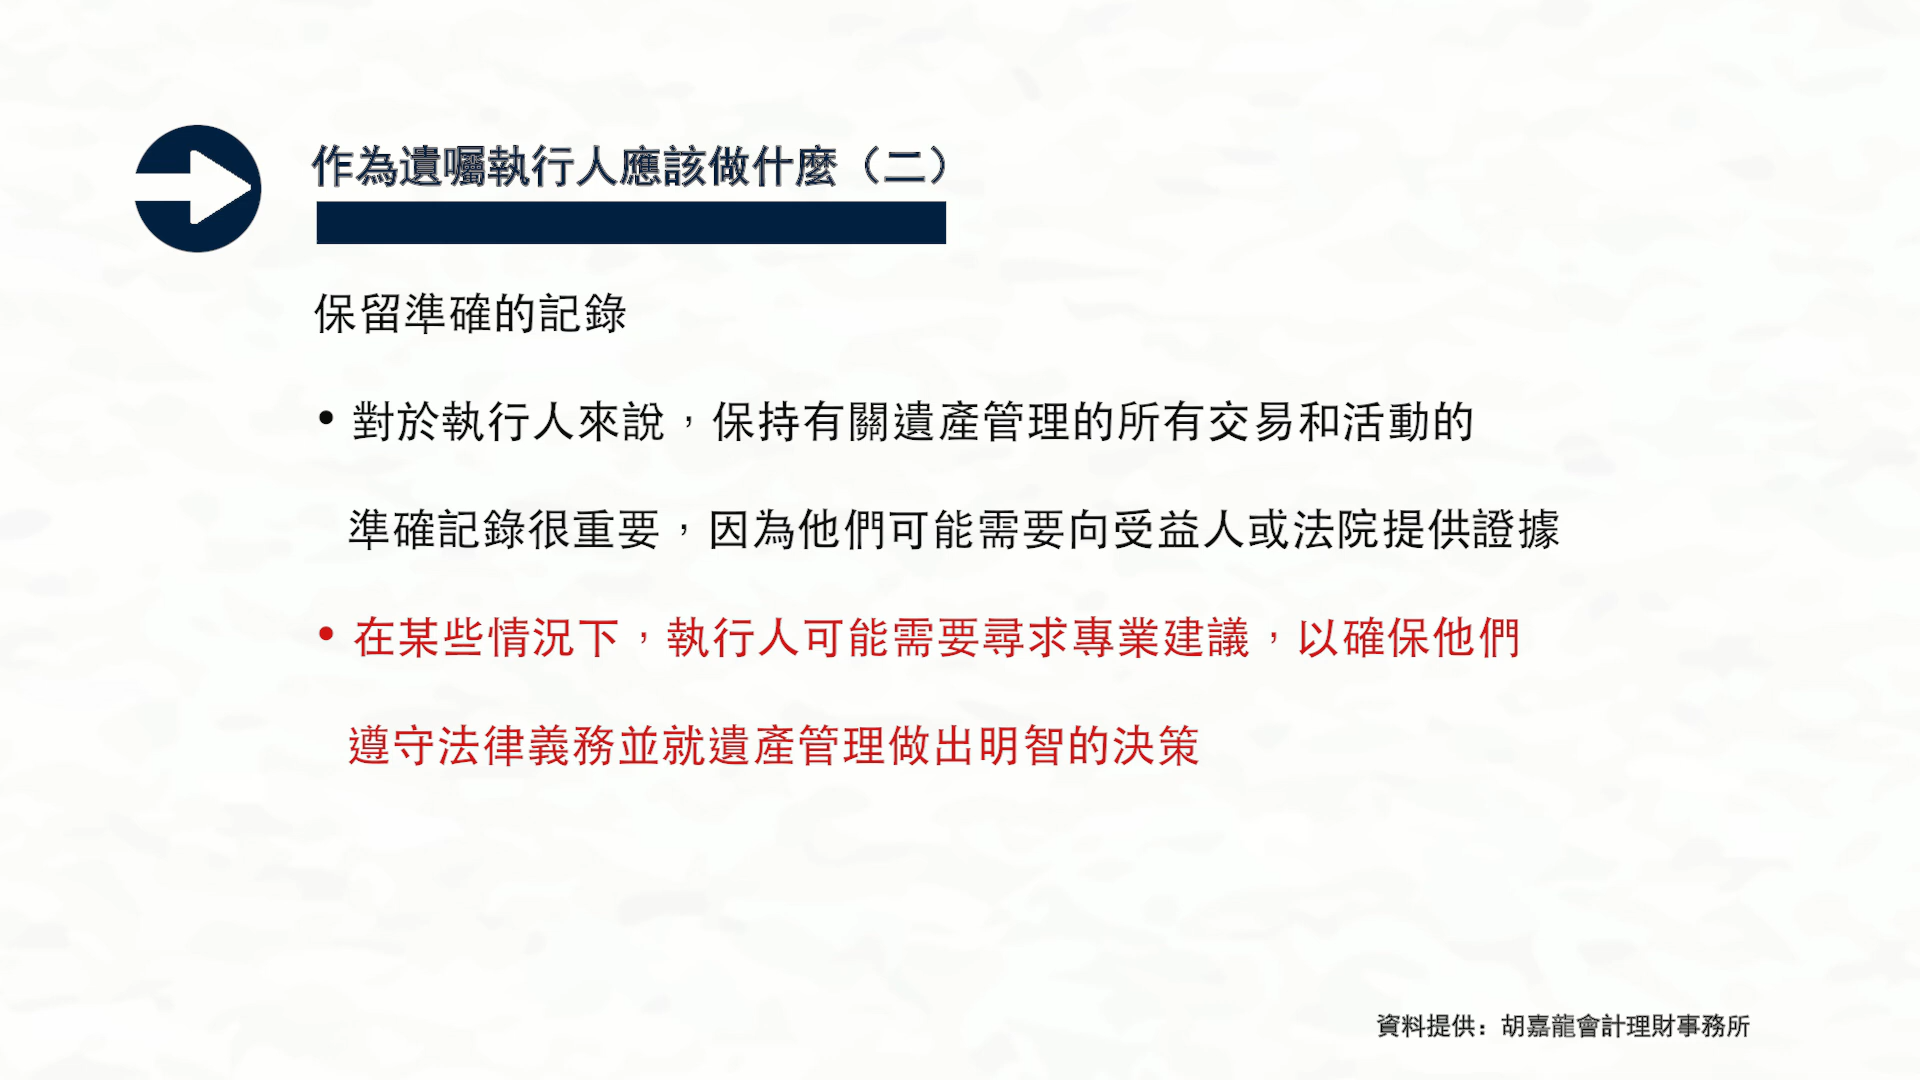 作為遺囑執行人應該做什麼（二）
保留準確的記錄
• 對於執行人來說，保持有關遺產管理的所有交易和活動的
準確記錄很重要，因為他們可能需要向受益人或法院提供證據
• 在某些情況下，執行人可能需要尋求專業建議，以確保他們
遵守法律義務並就遺產管理做出明智的決策
資料提供：胡嘉龍會計理財事務所